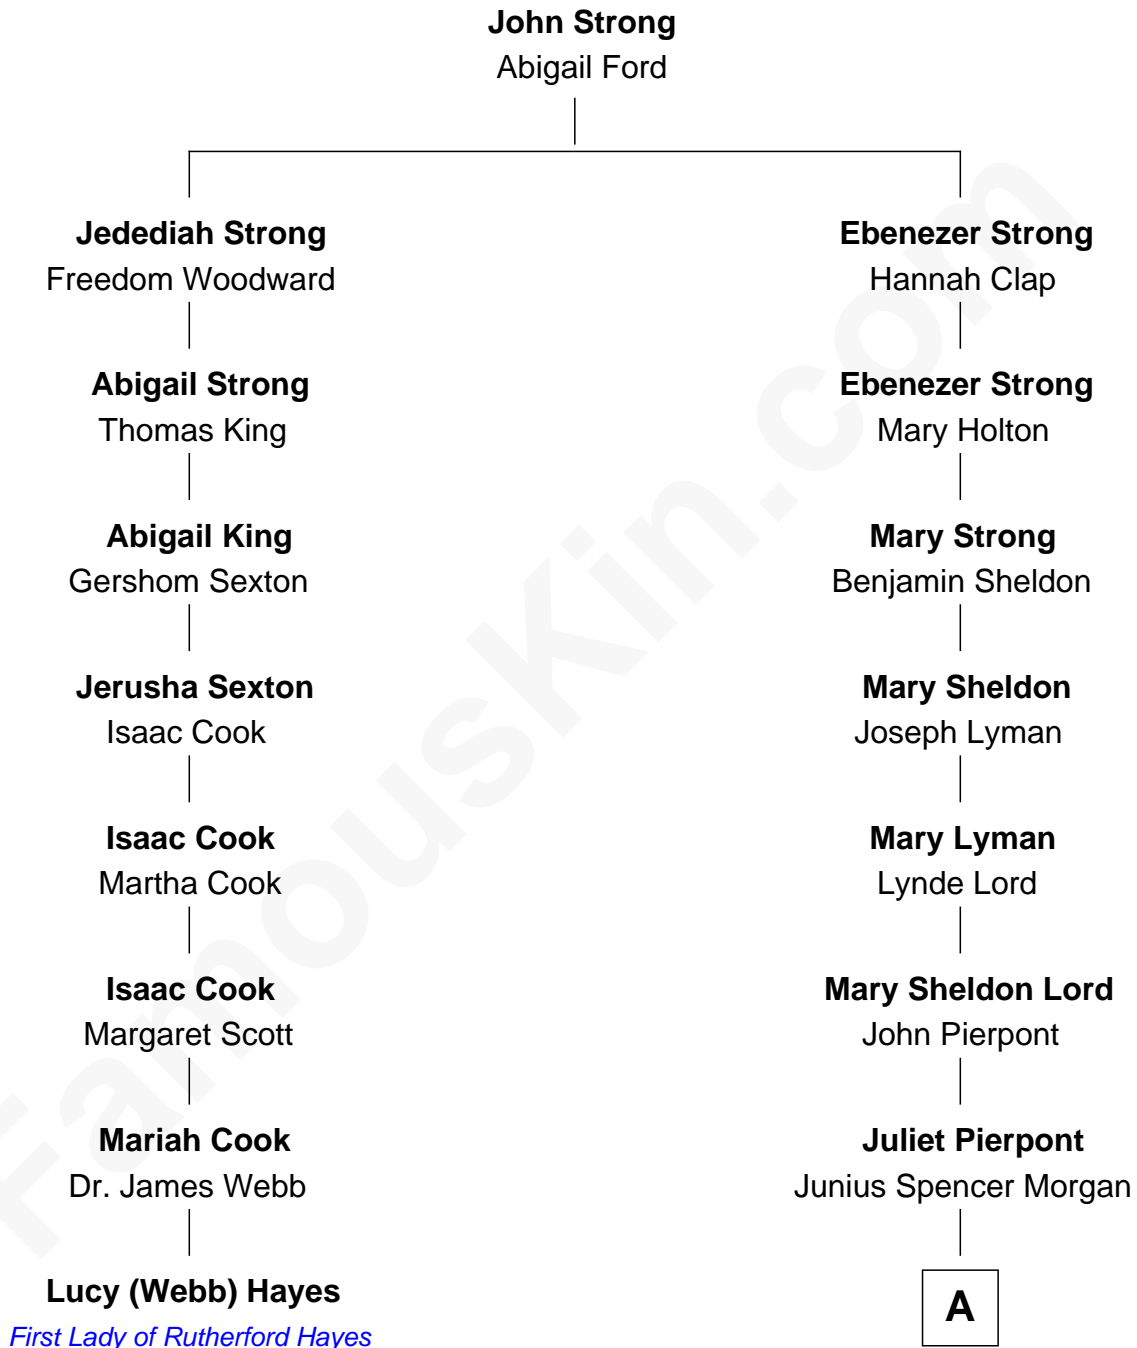 John Strong
Abigail Ford
Jedediah Strong
Freedom Woodward
Abigail Strong
Thomas King
Abigail King
Gershom Sexton
Jerusha Sexton
Isaac Cook
Isaac Cook
Martha Cook
Isaac Cook
Margaret Scott
Mariah Cook
Dr. James Webb
Lucy (Webb) Hayes
First Lady of Rutherford Hayes
Ebenezer Strong
Hannah Clap
Ebenezer Strong
Mary Holton
Mary Strong
Benjamin Sheldon
Mary Sheldon
Joseph Lyman
Mary Lyman
Lynde Lord
Mary Sheldon Lord
John Pierpont
Juliet Pierpont
Junius Spencer Morgan
A
FamousKin.com